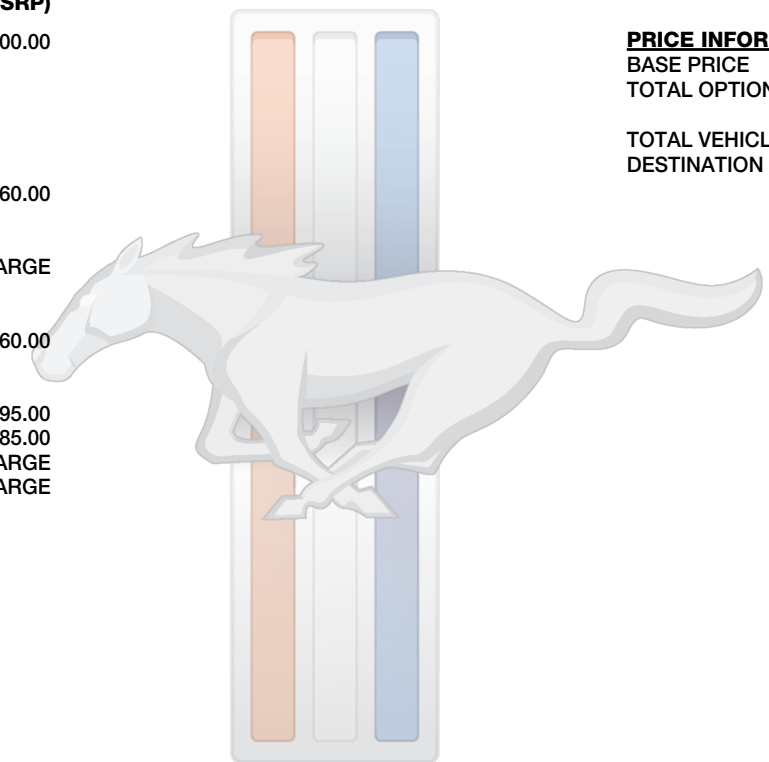 SRP)
00.00
60.00
ARGE
60.00
95.00
85.00
ARGE
ARGE
PRICE INFOR
BASE PRICE
TOTAL OPTION
TOTAL VEHICL
DESTINATION